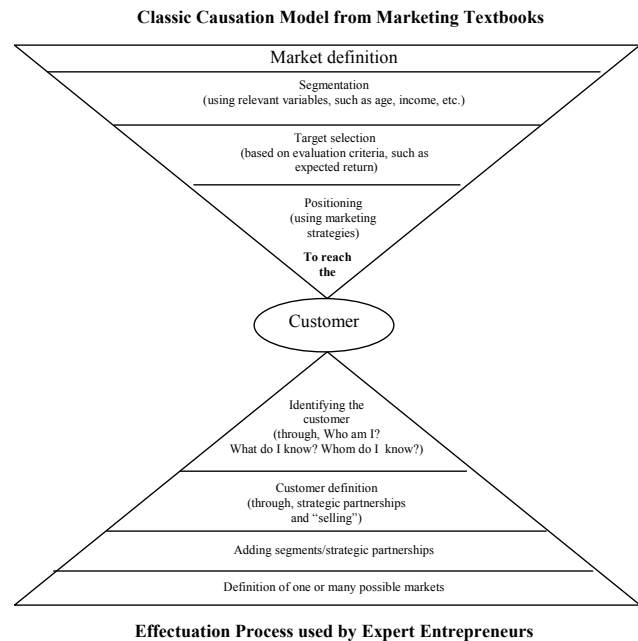 Classic Causation Model from Marketing Textbooks
Market definition
Segmentation
(using relevant variables, such as age, income, etc.)
Target selection
(based on evaluation criteria, such as
expected return)
Positioning
(using marketing
strategies)
To reach
the
Customer
Identifying the
customer
(through, Who am I?
What do I know? Whom do I know?)
Customer definition
(through, strategic partnerships
and “selling”)
Adding segments/strategic partnerships
Definition of one or many possible markets
Effectuation Process used by Expert Entrepreneurs